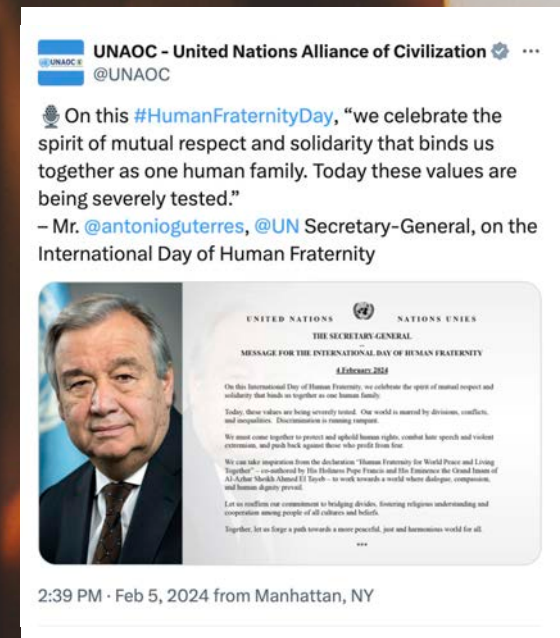 UNAOC
UNAOC - United Nations Alliance of Civilization
@UNAOC
On this #HumanFraternityDay, “we celebrate the
spirit of mutual respect and solidarity that binds us
together as one human family. Today these values are
being severely tested.”
– Mr. @antonioguterres, @UN Secretary-General, on the
International Day of Human Fraternity
UNITED NATIONS NATIONS UNIES
THE SECRETARY-GENERAL
MESSAGE FOR THE INTERNATIONAL DAY OF HUMAN FRATERNITY
4 February 2024
On this International Day of Human Fraternity, we celebrate the spirit of mutual respect and
solidarity that binds us together as one human family.
Today, these values are being severely tested. Our world is marred by divisions, conflicts,
and inequalities. Discrimination is running rampant.
We must come together to protect and uphold human rights, combat hate speech and violent
extremism, and push back against those who profit from fear.
We can take inspiration from the declaration “Human Fraternity for World Peace and Living
Together” – co-authored by His Holiness Pope Francis and His Eminence the Grand Imam of
Al-Azhar Sheikh Ahmed El Tayeb – to work towards a world where dialogue, compassion,
and human dignity prevail.
Let us reaffirm our commitment to bridging divides, fostering religious understanding and
cooperation among people of all cultures and beliefs.
Together, let us forge a path towards a more peaceful, just and harmonious world for all.
***
2:39 PM · Feb 5, 2024 from Manhattan, NY